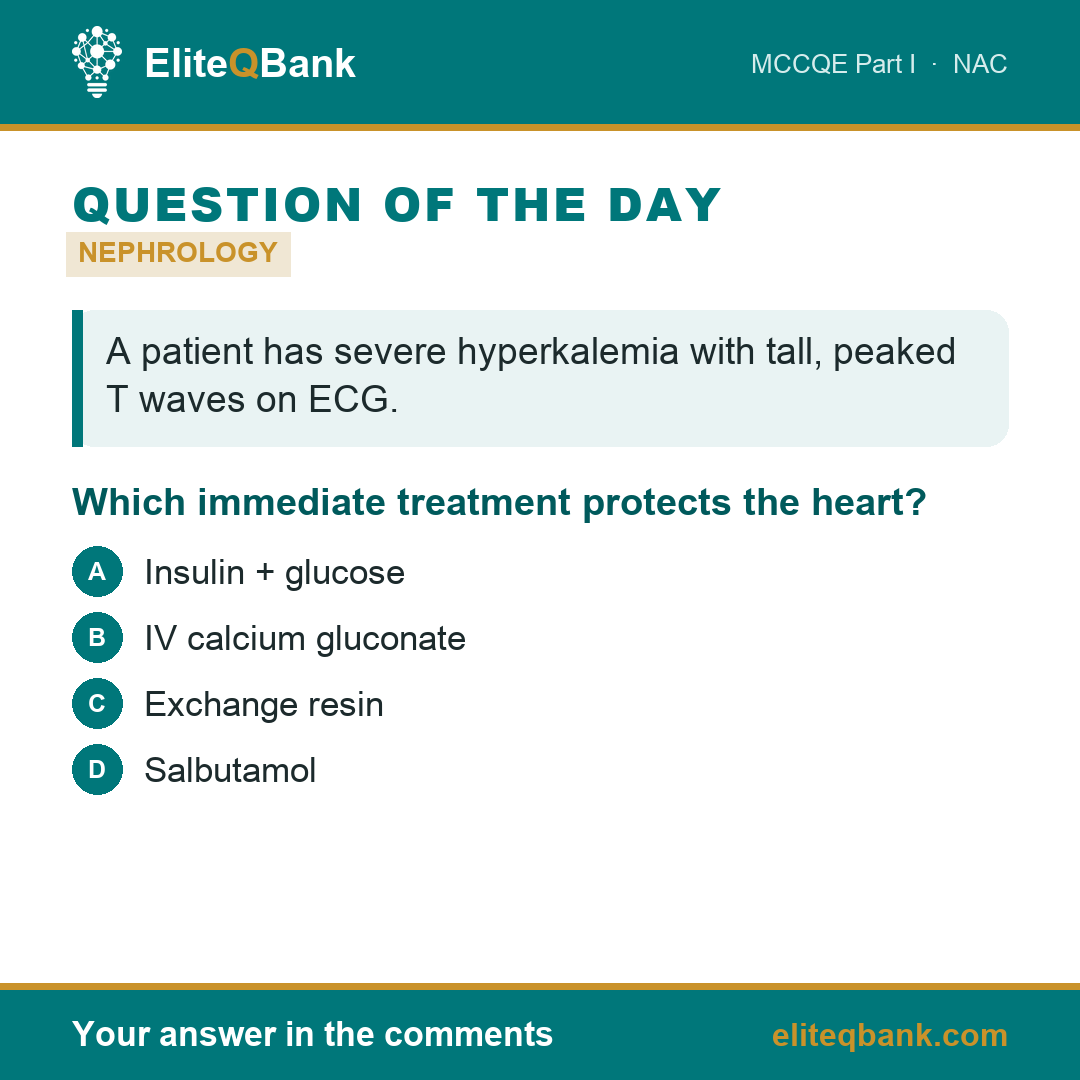 EliteQBank
MCCQE Part I · NAC
QUESTION OF THE DAY
NEPHROLOGY
A patient has severe hyperkalemia with tall, peaked
T waves on ECG.
Which immediate treatment protects the heart?
A Insulin + glucose
B IV calcium gluconate
C Exchange resin
D Salbutamol
Your answer in the comments
eliteqbank.com